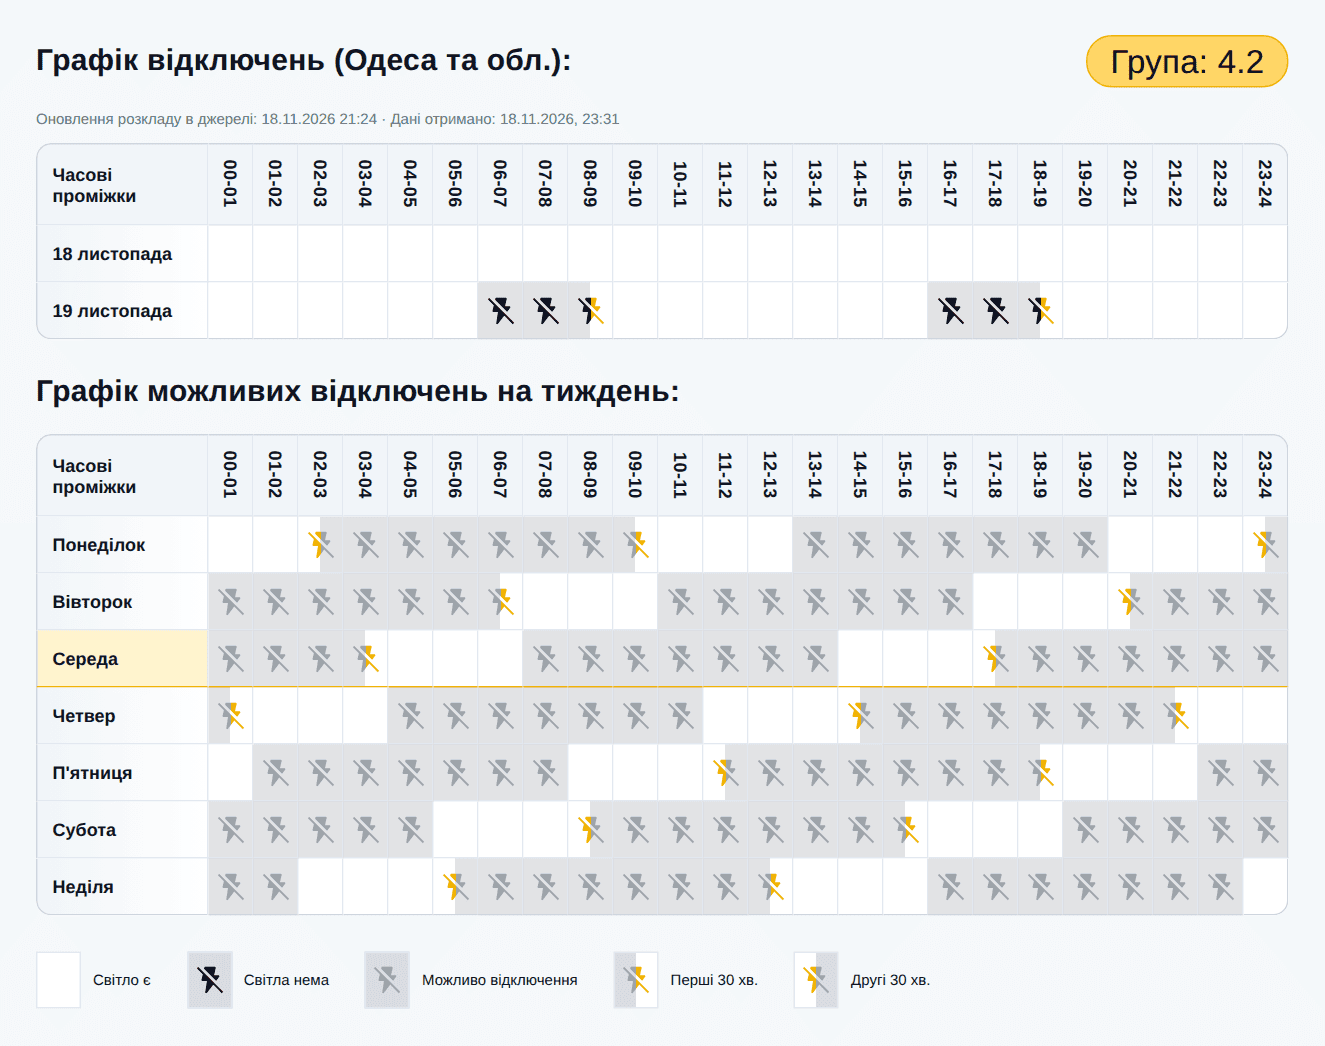 Графік відключень (Одеса та обл.):
Група: 4.2
Оновлення розкладу в джерелі: 18.11.2026 21:24 · Дані отримано: 18.11.2026, 23:31
Часові проміжки 00-01 01-02 02-03 03-04 04-05 05-06 06-07 07-08 08-09 09-10 10-11 11-12 12-13 13-14 14-15 15-16 16-17 17-18 18-19 19-20 20-21 21-22 22-23 23-24
18 листопада
19 листопада
Графік можливих відключень на тиждень:
Часові проміжки 00-01 01-02 02-03 03-04 04-05 05-06 06-07 07-08 08-09 09-10 10-11 11-12 12-13 13-14 14-15 15-16 16-17 17-18 18-19 19-20 20-21 21-22 22-23 23-24
Понеділок
Вівторок
Середа
Четвер
П'ятниця
Субота
Неділя
Світло є Світла нема Можливо відключення Перші 30 хв. Другі 30 хв.